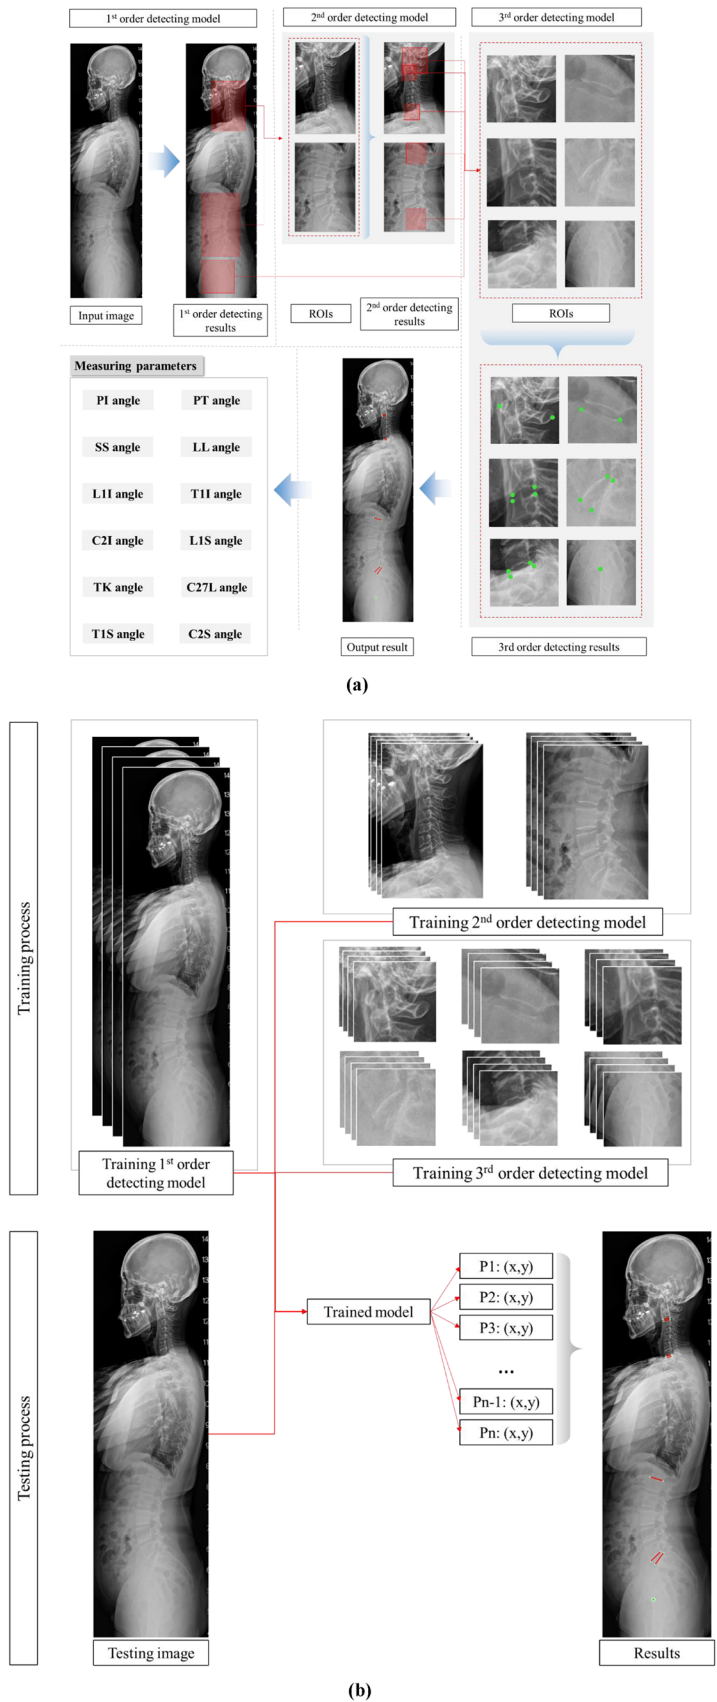 1st order detecting model
2nd order detecting model
3rd order detecting model
Input image
1st order detecting
results
ROIs
2nd order detecting
results
ROIs
Measuring parameters
PI angle
PT angle
SS angle
LL angle
L1I angle
T1I angle
C2I angle
L1S angle
TK angle
C27L angle
T1S angle
C2S angle
Output result
3rd order detecting results
(a)
Training process
Training 1st order
detecting model
Training 2nd order detecting model
Training 3rd order detecting model
Testing process
Testing image
Trained model
P1: (x,y)
P2: (x,y)
P3: (x,y)
...
Pn-1: (x,y)
Pn: (x,y)
Results
(b)